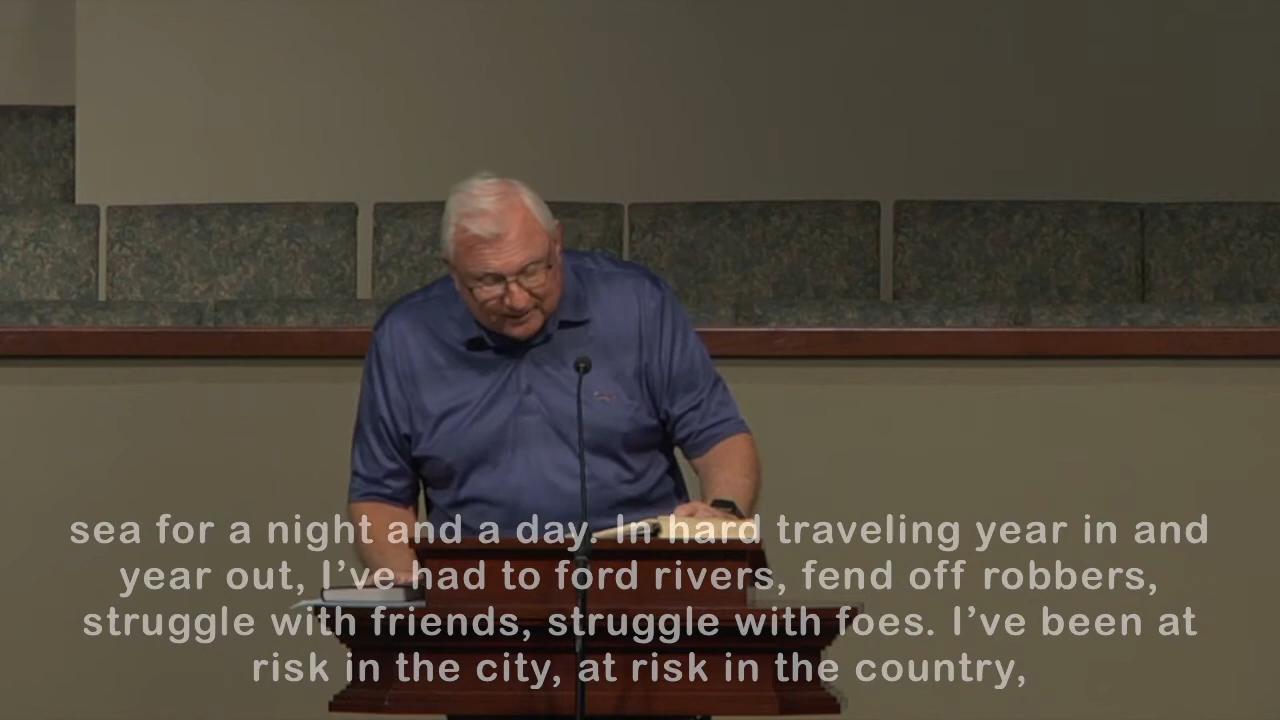 sea for a night and a day. In hard traveling year in and
year out, I’ve had to ford rivers, fend off robbers,
struggle with friends, struggle with foes. I’ve been at
risk in the city, at risk in the country,